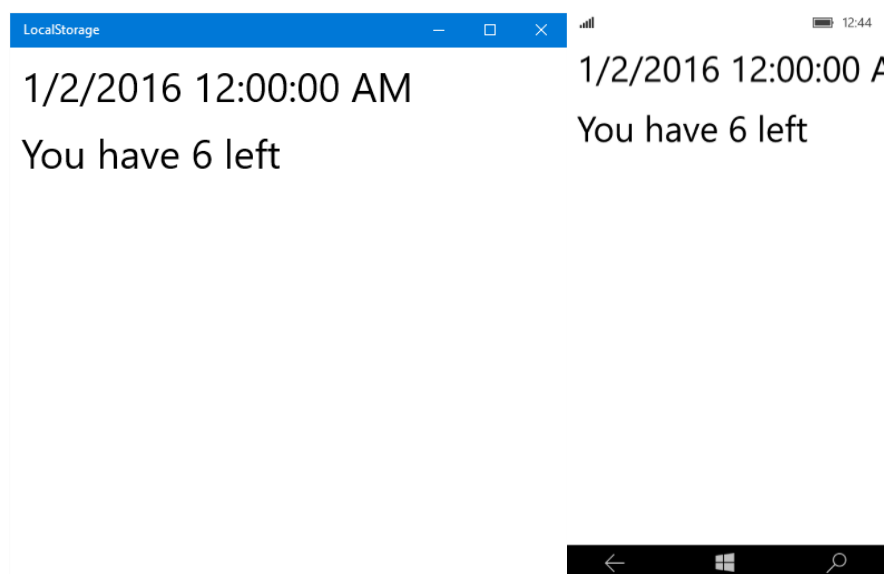 LocalStorage
1/2/2016 12:00:00 AM
You have 6 left
12:44
1/2/2016 12:00:00 A
You have 6 left